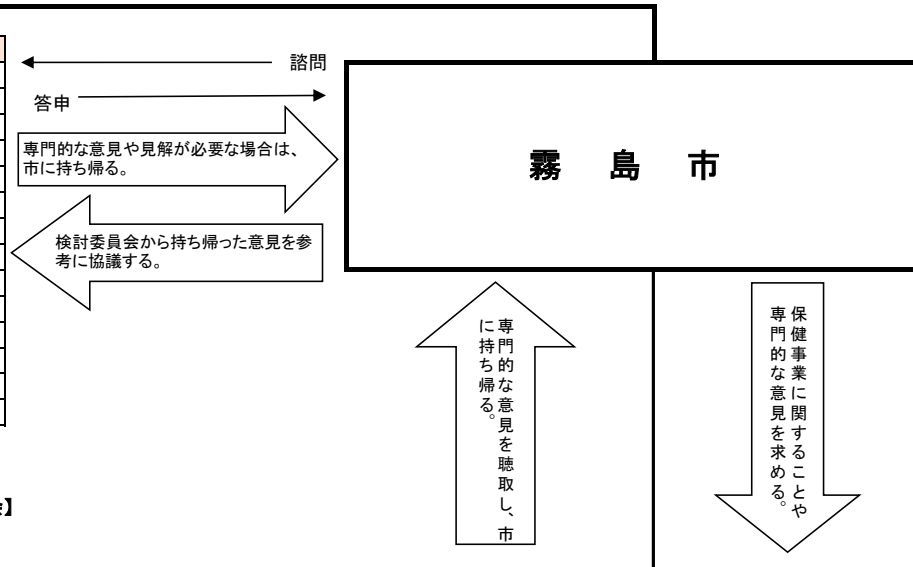 諮問
答申
専門的な意見や見解が必要な場合は、
市に持ち帰る。
霧島市
検討委員会から持ち帰った意見を参
考に協議する。
専門的な意見を聴取し、市
に持ち帰る。
保健事業に関することや
専門的な意見を求める。
】